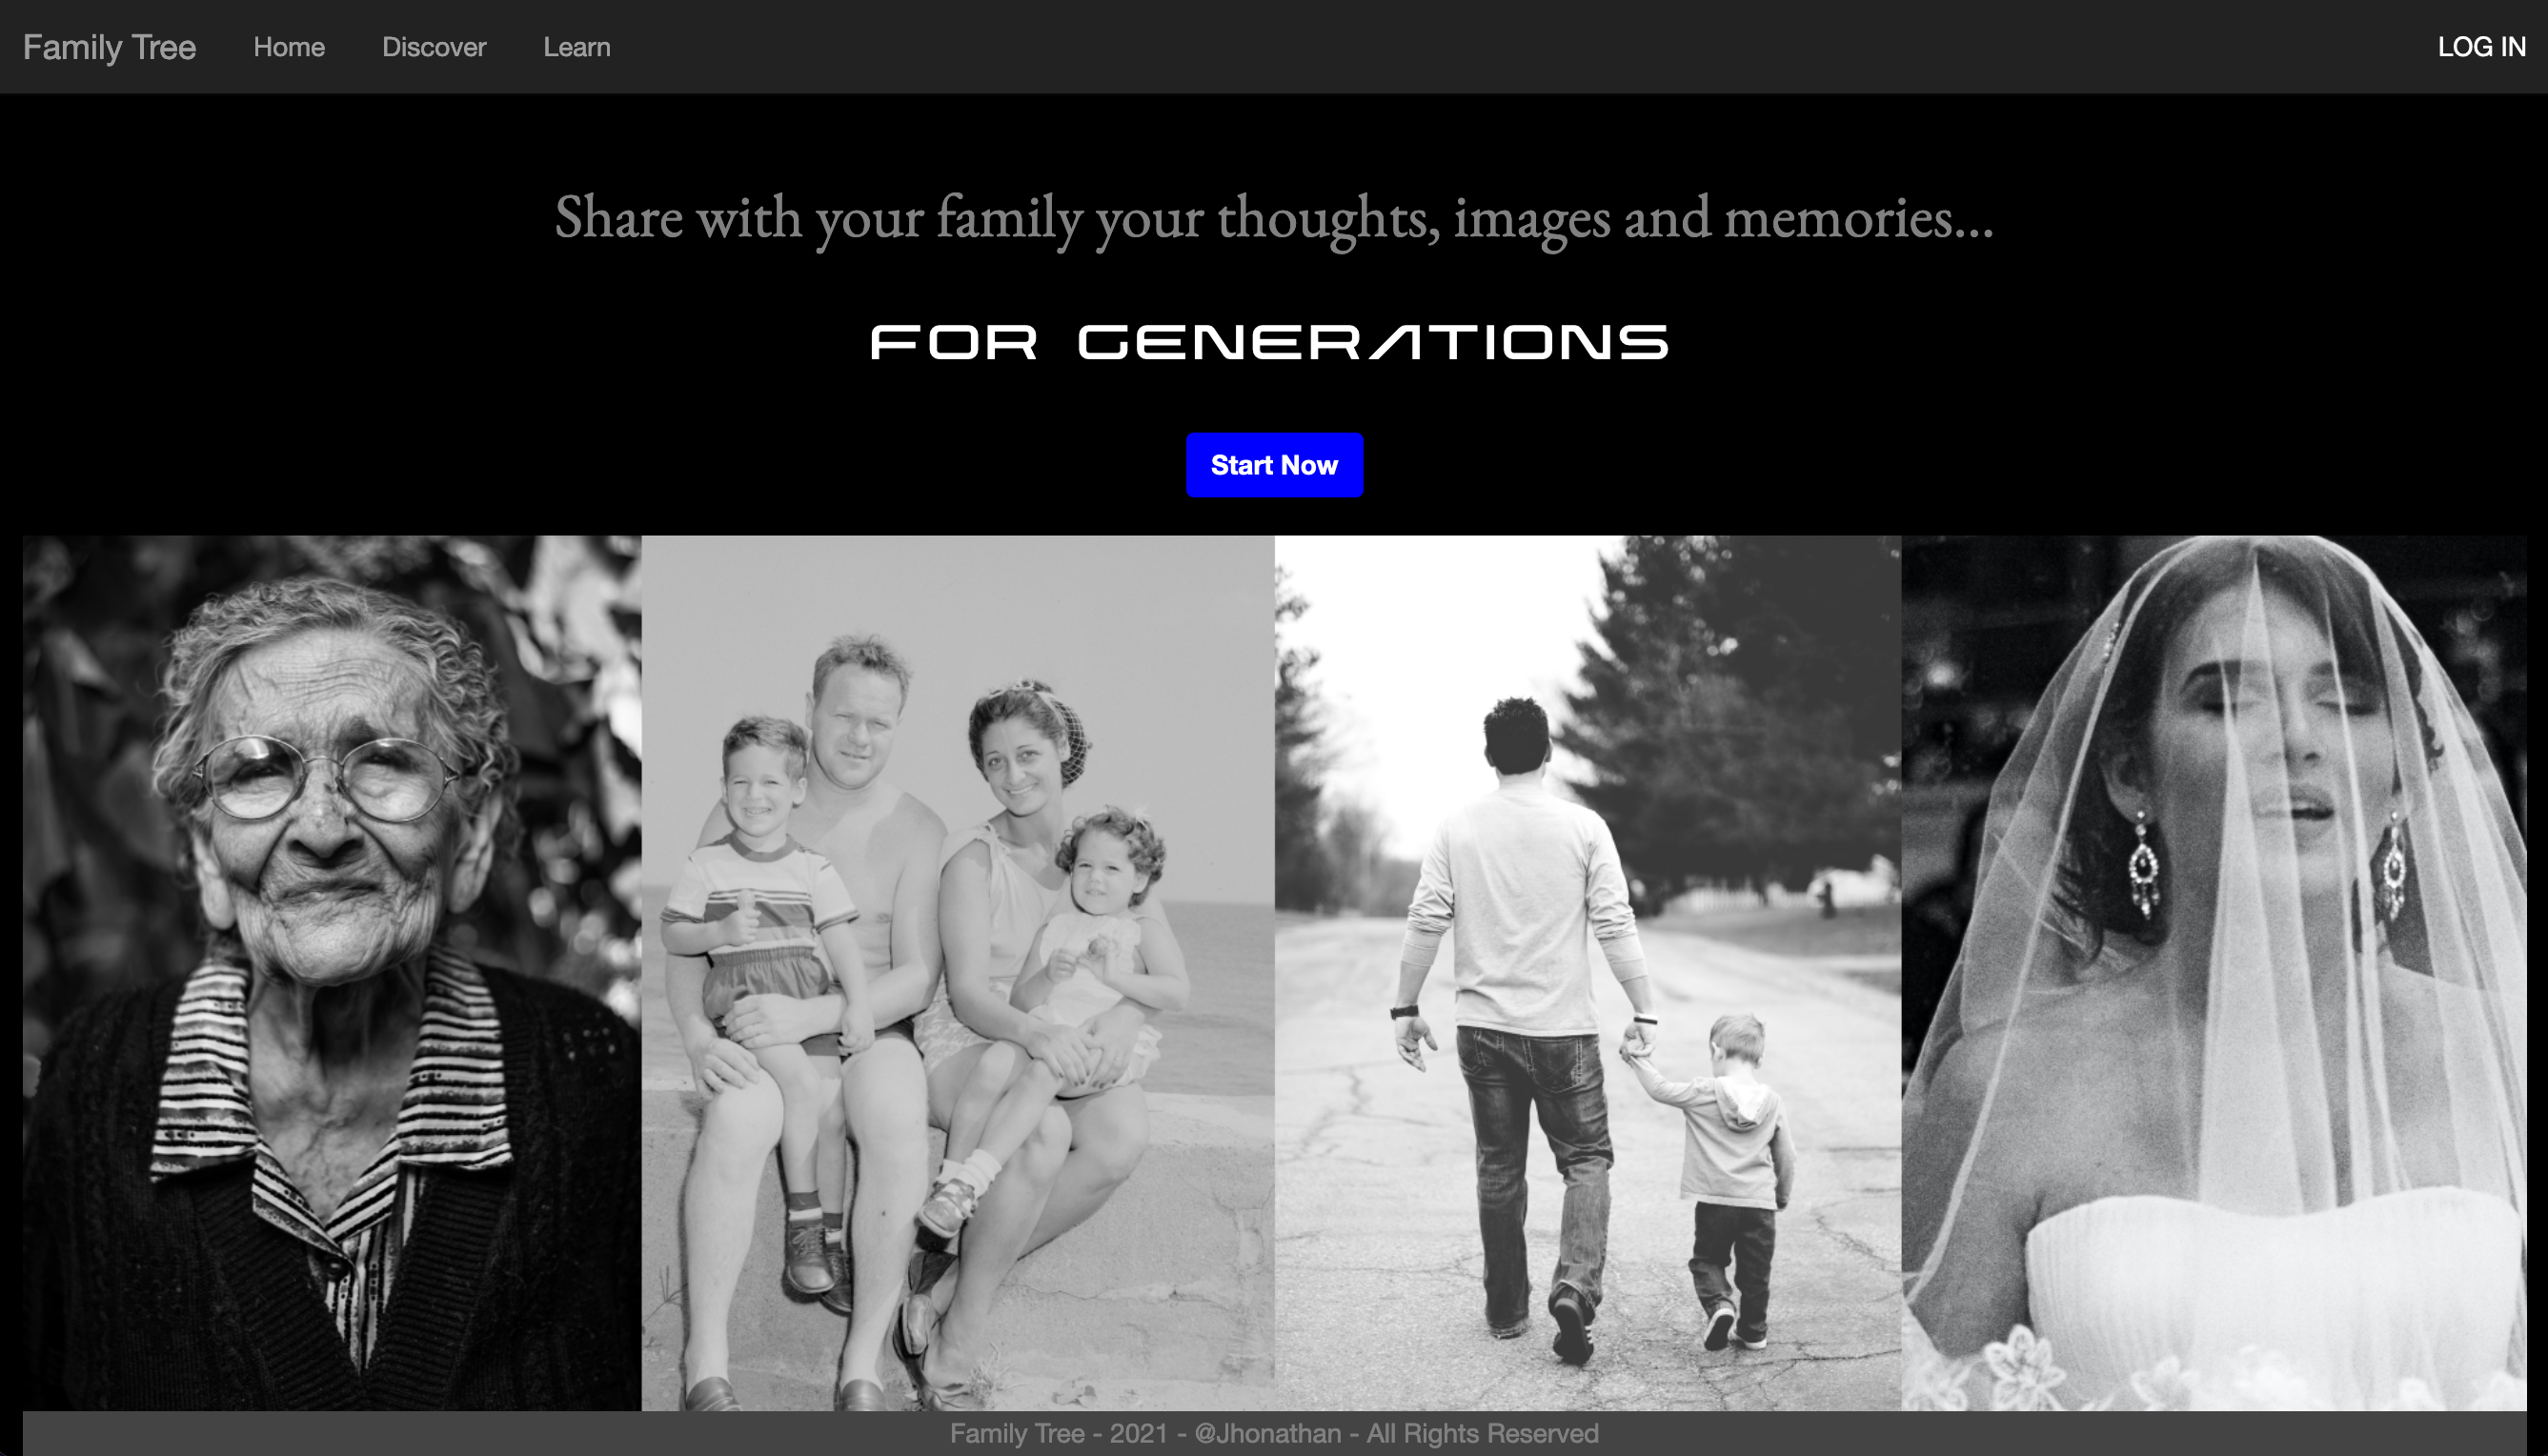 Family Tree Home Discover Learn LOG IN
Share with your family your thoughts, images and memories...
FOR GENERATIONS
Start Now
Family Tree - 2021 - @Jhonathan - All Rights Reserved